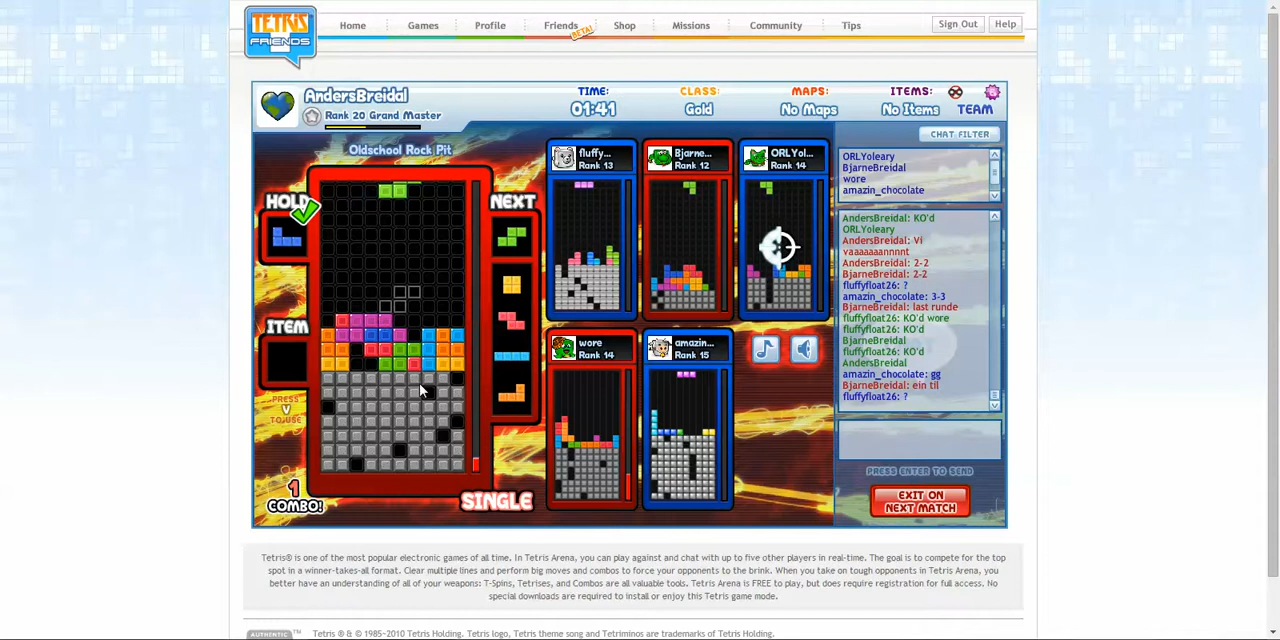 TETRIS
FRIENDS
Home
Games
Profile
Friends
BETA!
Shop
Missions
Community
Tips
Sign Out
Help
AndersBreidal
Rank 20 Grand Master
TIME:
01:41
CLASS:
Gold
MAPS:
No Maps
ITEMS:
No Items
TEAM
Oldschool Rock Pit
HOLD
NEXT
ITEM
PRESS
V
TO USE
1
COMBO!
SINGLE
fluffy...
Rank 13
Bjarne...
Rank 12
ORLYol...
Rank 14
wore
Rank 14
amazin...
Rank 15
CHAT FILTER
ORLYoleary
BjarneBreidal
wore
amazin_chocolate
AndersBreidal: KO'd
ORLYoleary
AndersBreidal: Vi
vaaaaaannnnt
AndersBreidal: 2-2
BjarneBreidal: 2-2
fluffyfloat26: ?
amazin_chocolate: 3-3
BjarneBreidal: last runde
fluffyfloat26: KO'd wore
fluffyfloat26: KO'd
BjarneBreidal
fluffyfloat26: KO'd
AndersBreidal
amazin_chocolate: gg
BjarneBreidal: ein til
fluffyfloat26: ?
PRESS ENTER TO SEND
EXIT ON
NEXT MATCH
Tetris® is one of the most popular electronic games of all time. In Tetris Arena, you can play against and chat with up to five other players in real-time. The goal is to compete for the top
spot in a winner-takes-all format. Clear multiple lines and perform big moves and combos to force your opponents to the brink. When you take on tough opponents in Tetris Arena, you
better have an understanding of all of your weapons: T-Spins, Tetrises, and Combos are all valuable tools. Tetris Arena is FREE to play, but does require registration for full access. No
special downloads are required to install or enjoy this Tetris game mode.
AUTHENTIC
Tetris ® & © 1985~2010 Tetris Holding. Tetris logo, Tetris theme song and Tetriminos are trademarks of Tetris Holding.